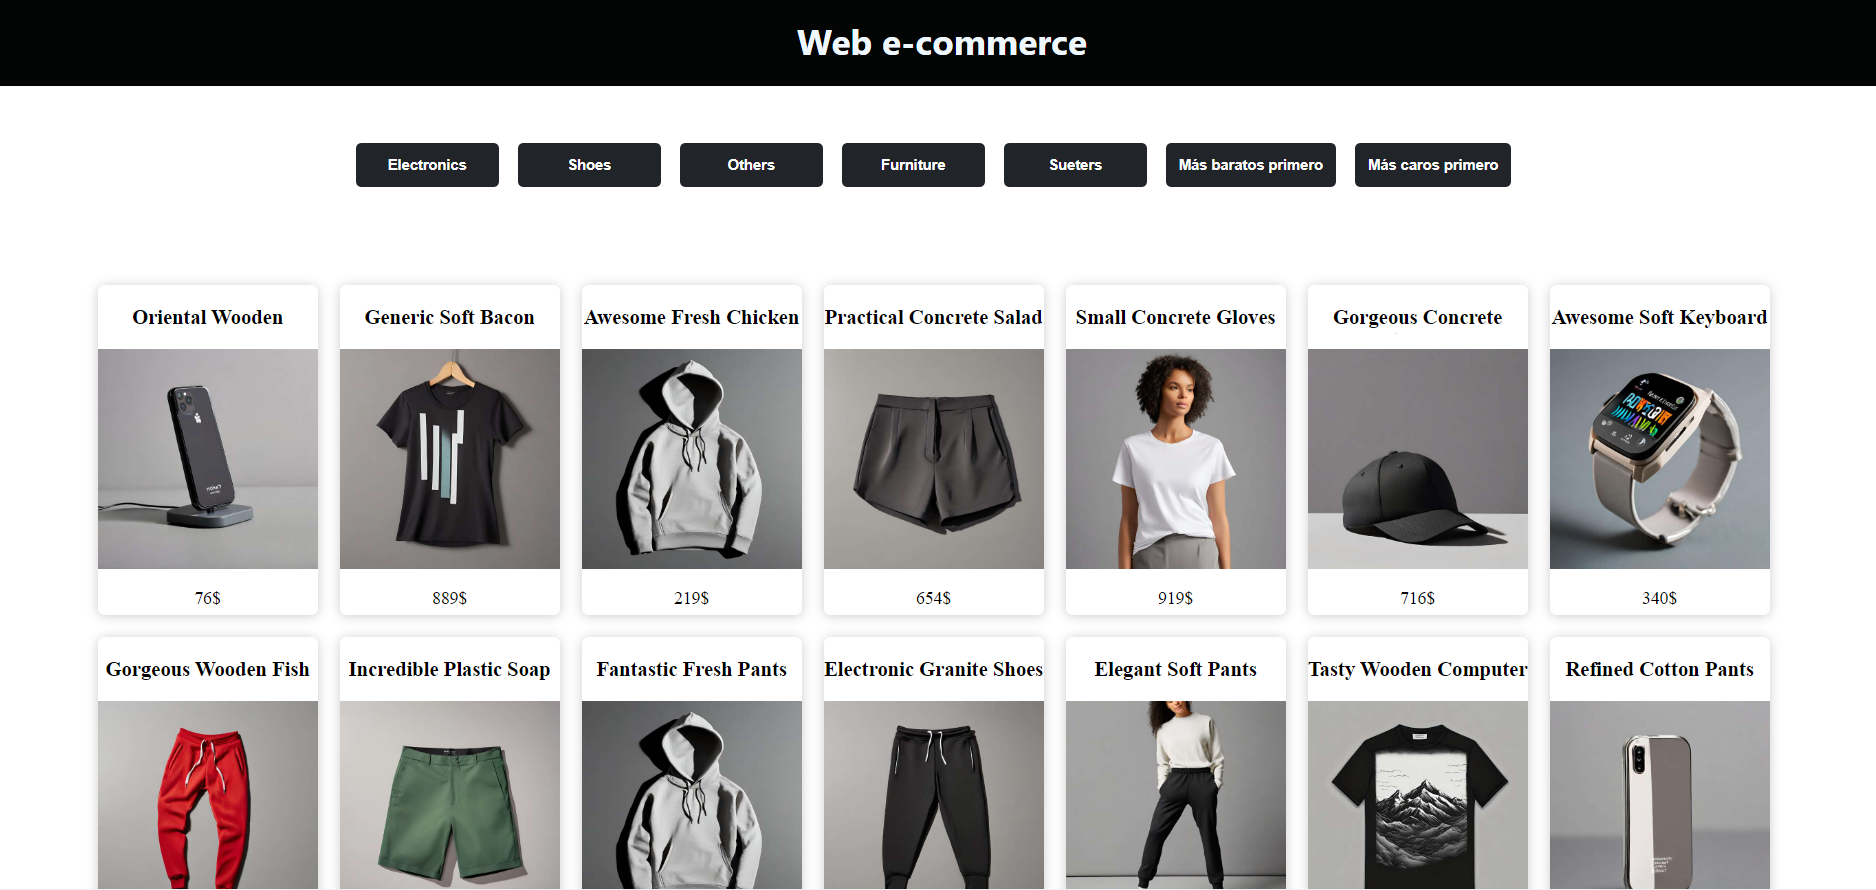 Web e-commerce
Electronics
Shoes
Others
Furniture
Sueters
Más baratos primero
Más caros primero
Oriental Wooden
Generic Soft Bacon
Awesome Fresh Chicken
Practical Concrete Salad
Small Concrete Gloves
Gorgeous Concrete
Awesome Soft Keyboard
76$
889$
219$
654$
919$
716$
340$
Gorgeous Wooden Fish
Incredible Plastic Soap
Fantastic Fresh Pants
Electronic Granite Shoes
Elegant Soft Pants
Tasty Wooden Computer
Refined Cotton Pants